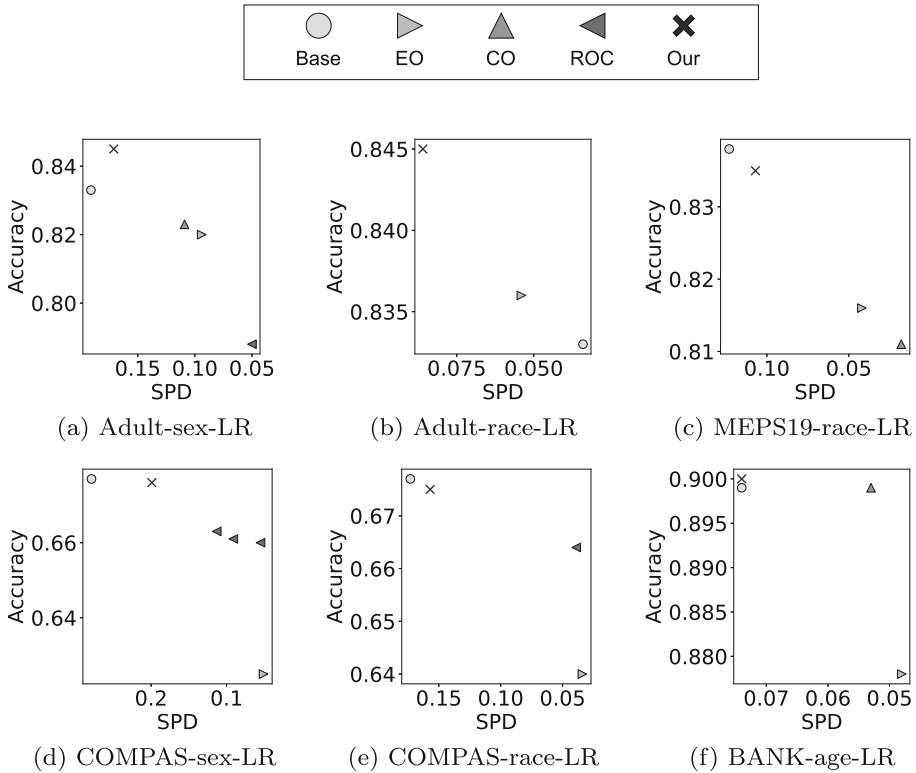 Base EO CO ROC Our
0.84
0.82
0.80
Accuracy
0.15 0.10 0.05
SPD
(a) Adult-sex-LR
0.845
0.840
0.835
Accuracy
0.075 0.050
SPD
(b) Adult-race-LR
0.83
0.82
0.81
Accuracy
0.10 0.05
SPD
(c) MEPS19-race-LR
0.66
0.64
Accuracy
0.2 0.1
SPD
(d) COMPAS-sex-LR
0.67
0.66
0.65
0.64
Accuracy
0.15 0.10 0.05
SPD
(e) COMPAS-race-LR
0.900
0.895
0.890
0.885
0.880
Accuracy
0.07 0.06 0.05
SPD
(f) BANK-age-LR